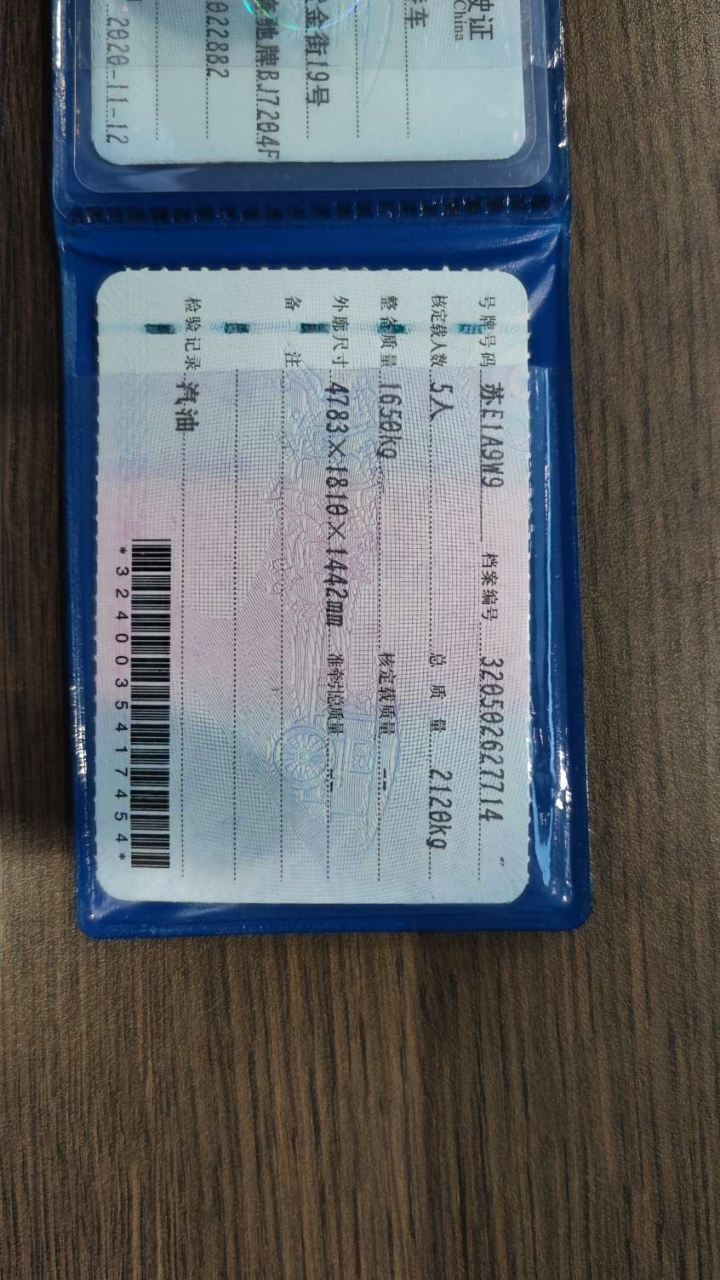 驶证
China
金街19号
驰牌BJ7204F
022882
2020-11-12
号牌号码 苏E1A9W9 档案编号 320502627714
核定载人数 5人 总质量 2120kg
整备质量 1650kg 核定载质量 --
外廓尺寸 4783×1810×1442mm 准牵引总质量 --
备注
检验记录 汽油
*3240035417454*